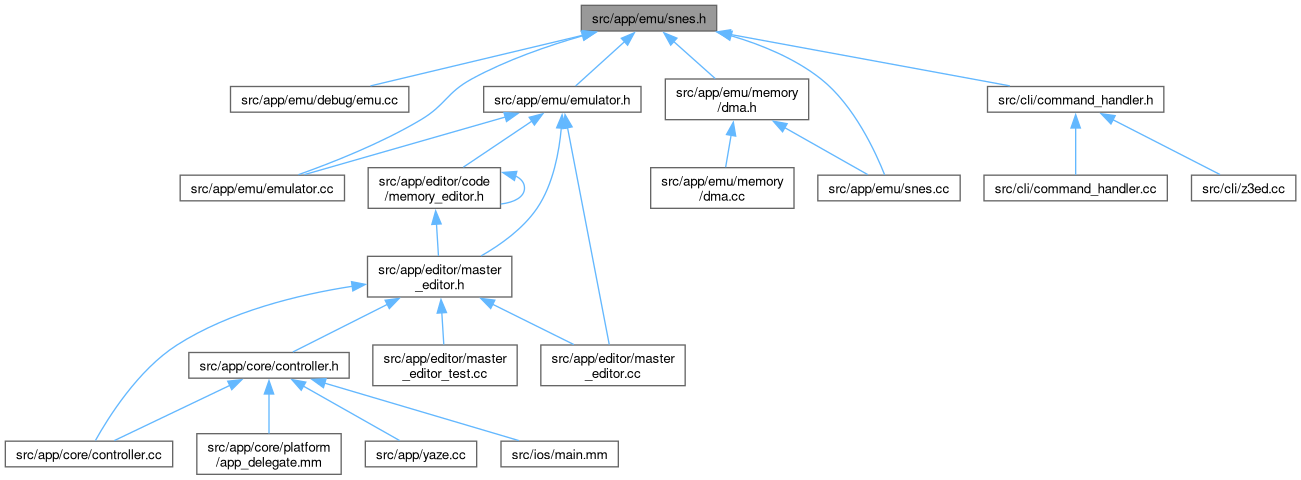 src/app/emu/snes.h
src/app/emu/debug/emu.cc
src/app/emu/emulator.h
src/app/emu/memory
/dma.h
src/cli/command_handler.h
src/app/emu/emulator.cc
src/app/editor/code
/memory_editor.h
src/app/emu/memory
/dma.cc
src/app/emu/snes.cc
src/cli/command_handler.cc
src/cli/z3ed.cc
src/app/editor/master
_editor.h
src/app/core/controller.h
src/app/editor/master
_editor_test.cc
src/app/editor/master
_editor.cc
src/app/core/controller.cc
src/app/core/platform
/app_delegate.mm
src/app/yaze.cc
src/ios/main.mm